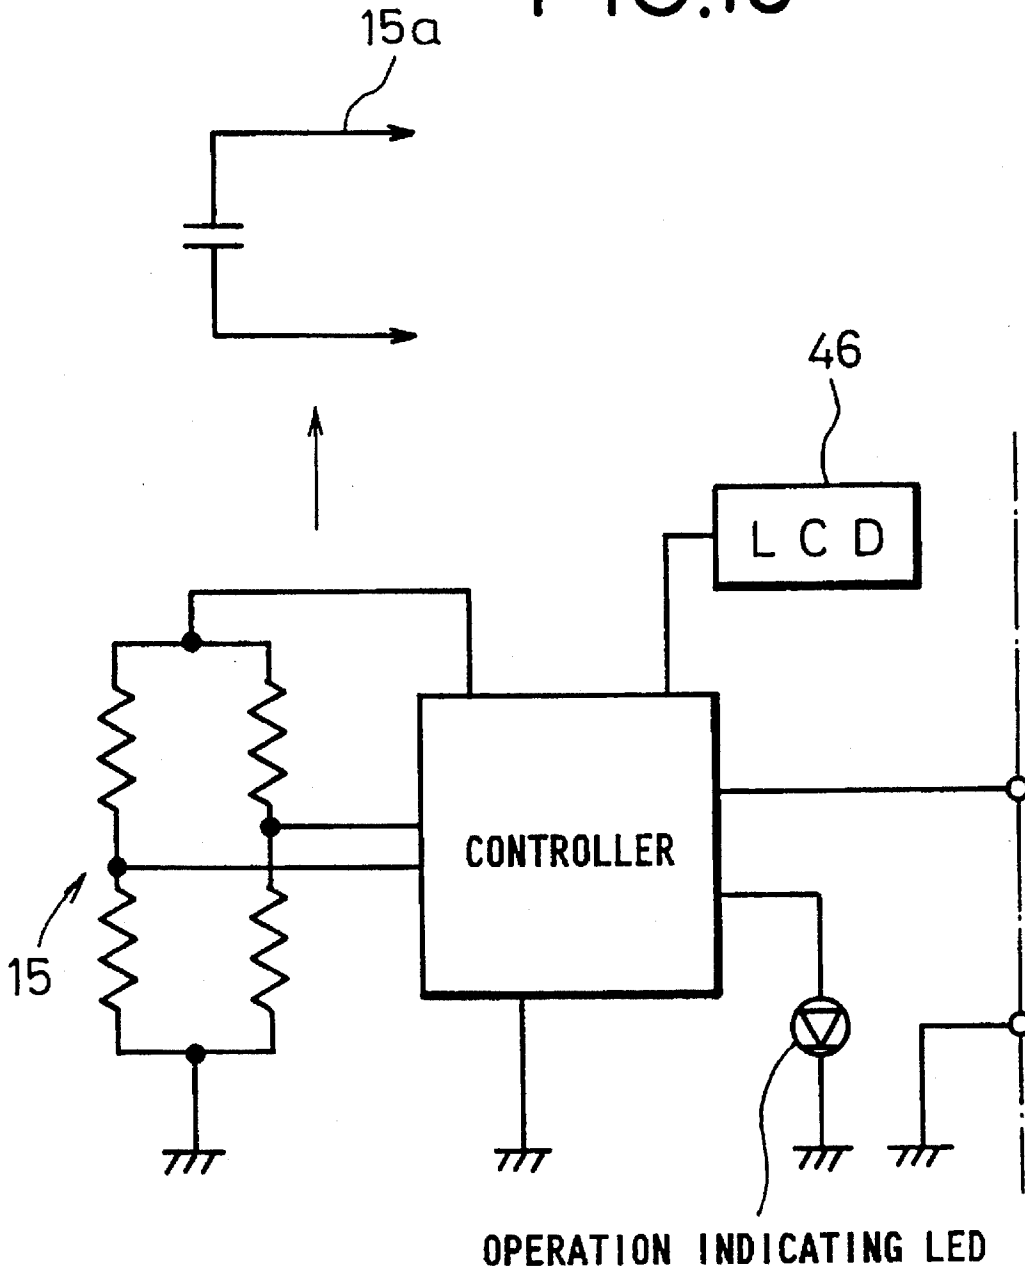 15a
46
LCD
CONTROLLER
15
OPERATION INDICATING LED